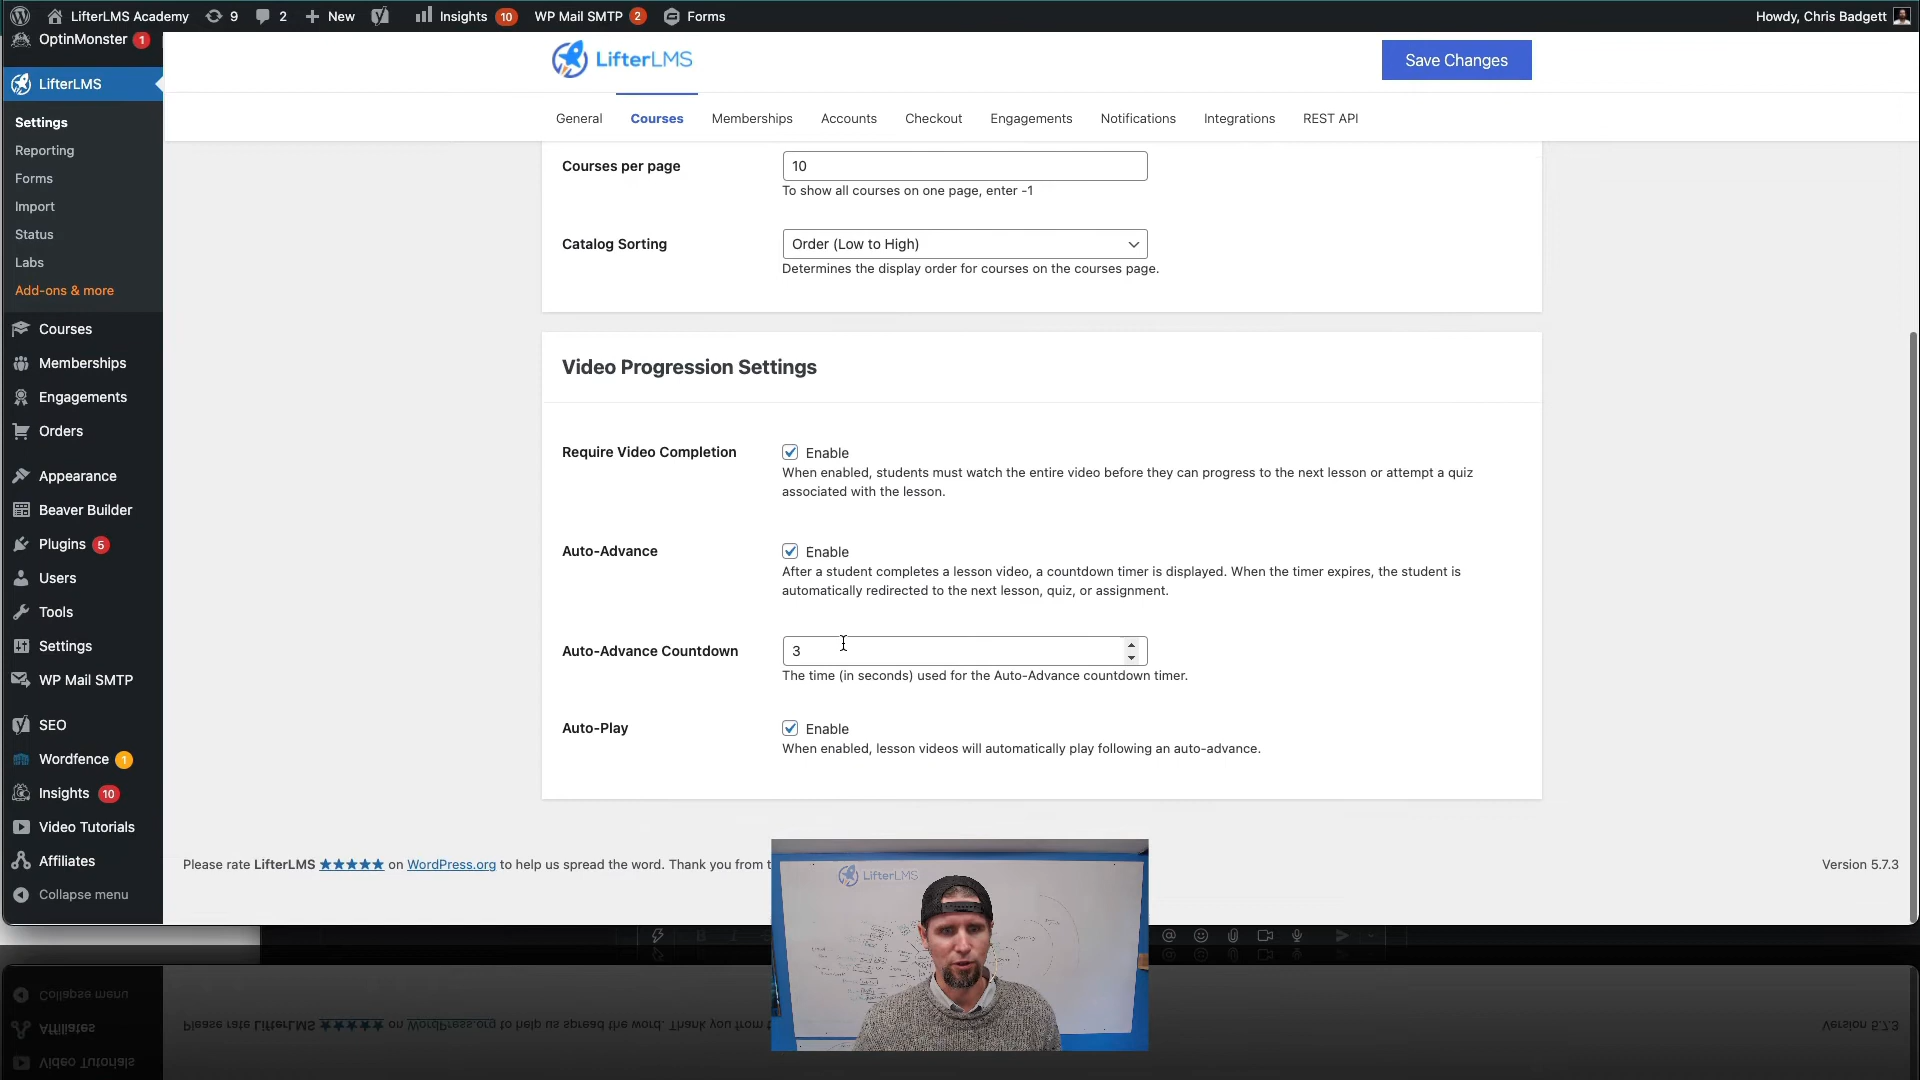 LifterLMS Academy 9 2 New Insights 10 WP Mail SMTP 2 Forms Howdy, Chris Badgett
OptinMonster 1
LifterLMS
Settings
Reporting
Forms
Import
Status
Labs
Add-ons & more
Courses
Memberships
Engagements
Orders
Appearance
Beaver Builder
Plugins 5
Users
Tools
Settings
WP Mail SMTP
SEO
Wordfence 1
Insights 10
Video Tutorials
Affiliates
Collapse menu
LifterLMS
Save Changes
General Courses Memberships Accounts Checkout Engagements Notifications Integrations REST API
Courses per page 10
To show all courses on one page, enter -1
Catalog Sorting Order (Low to High)
Determines the display order for courses on the courses page.
Video Progression Settings
Require Video Completion Enable
When enabled, students must watch the entire video before they can progress to the next lesson or attempt a quiz
associated with the lesson.
Auto-Advance Enable
After a student completes a lesson video, a countdown timer is displayed. When the timer expires, the student is
automatically redirected to the next lesson, quiz, or assignment.
Auto-Advance Countdown 3
The time (in seconds) used for the Auto-Advance countdown timer.
Auto-Play Enable
When enabled, lesson videos will automatically play following an auto-advance.
Please rate LifterLMS ★★★★★ on WordPress.org to help us spread the word. Thank you from t
Version 5.7.3
LifterLMS
Collapse menu
Affiliates
Please rate LifterLMS ★★★★★ on WordPress.org to help us spread the word. Thank you from t
Version 5.7.3
Video Tutorials